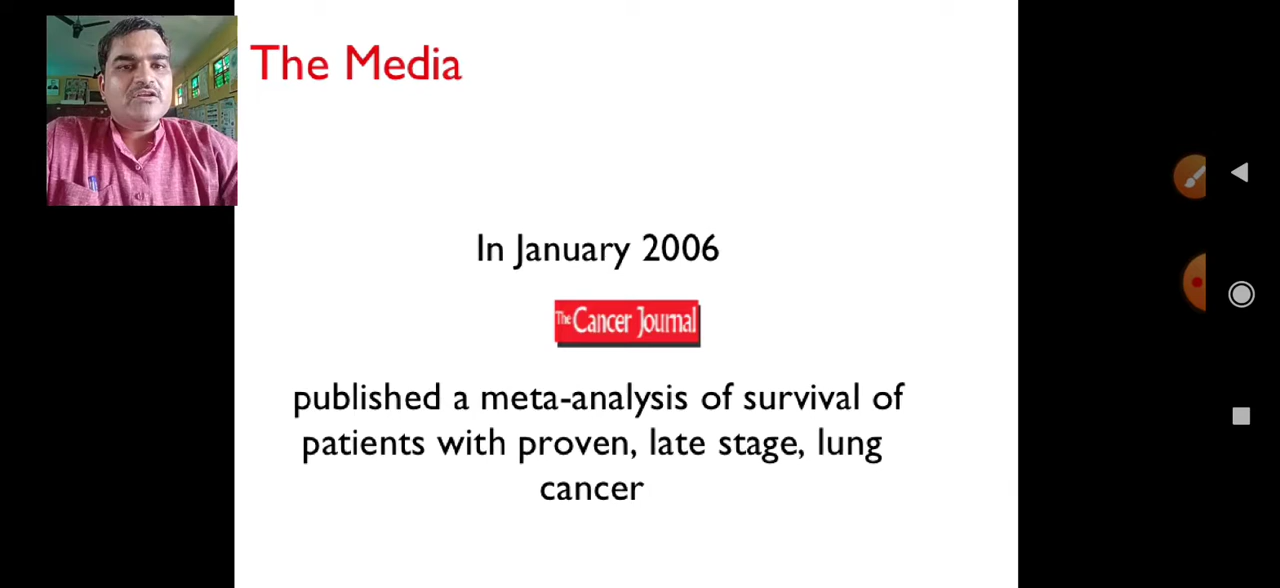 The Media
In January 2006
The Cancer Journal
published a meta-analysis of survival of
patients with proven, late stage, lung
cancer